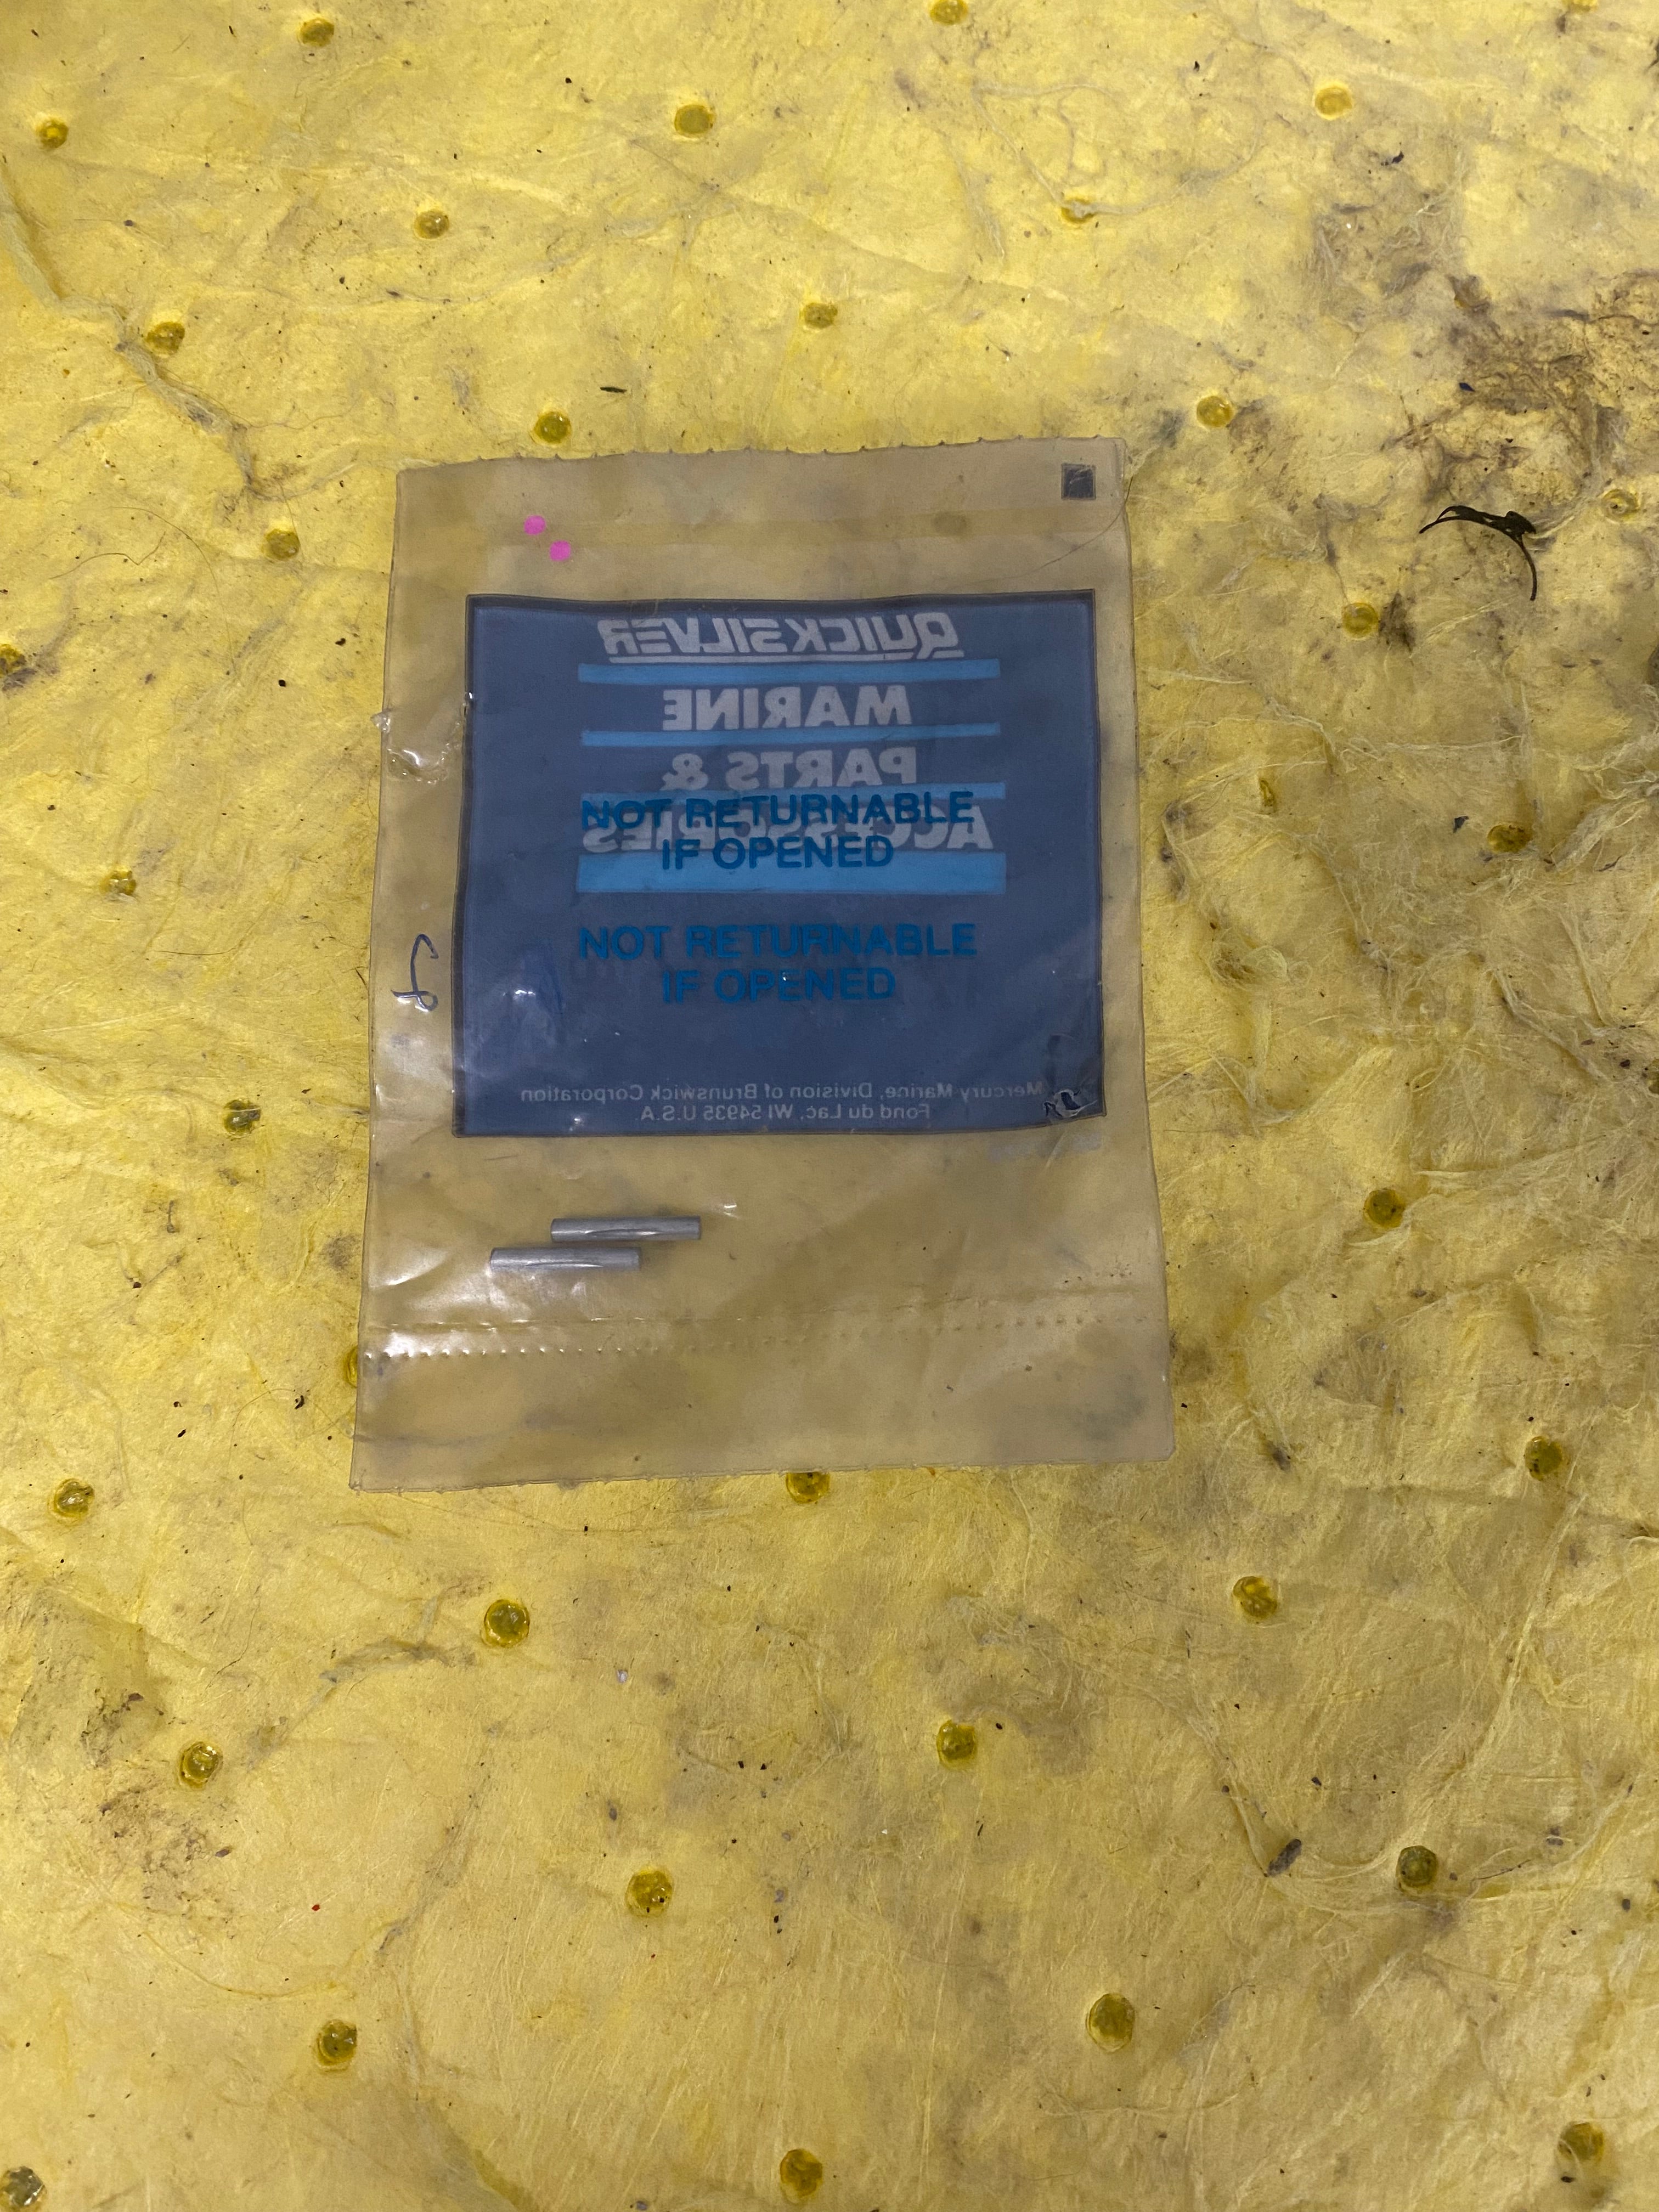 QUICKSILVER
MARINE
PARTS &
ACCESSORIES
NOT RETURNABLE
IF OPENED
NOT RETURNABLE
IF OPENED
Mercury Marine, Division of Brunswick Corporation
Fond du Lac, WI 54935 U.S.A.